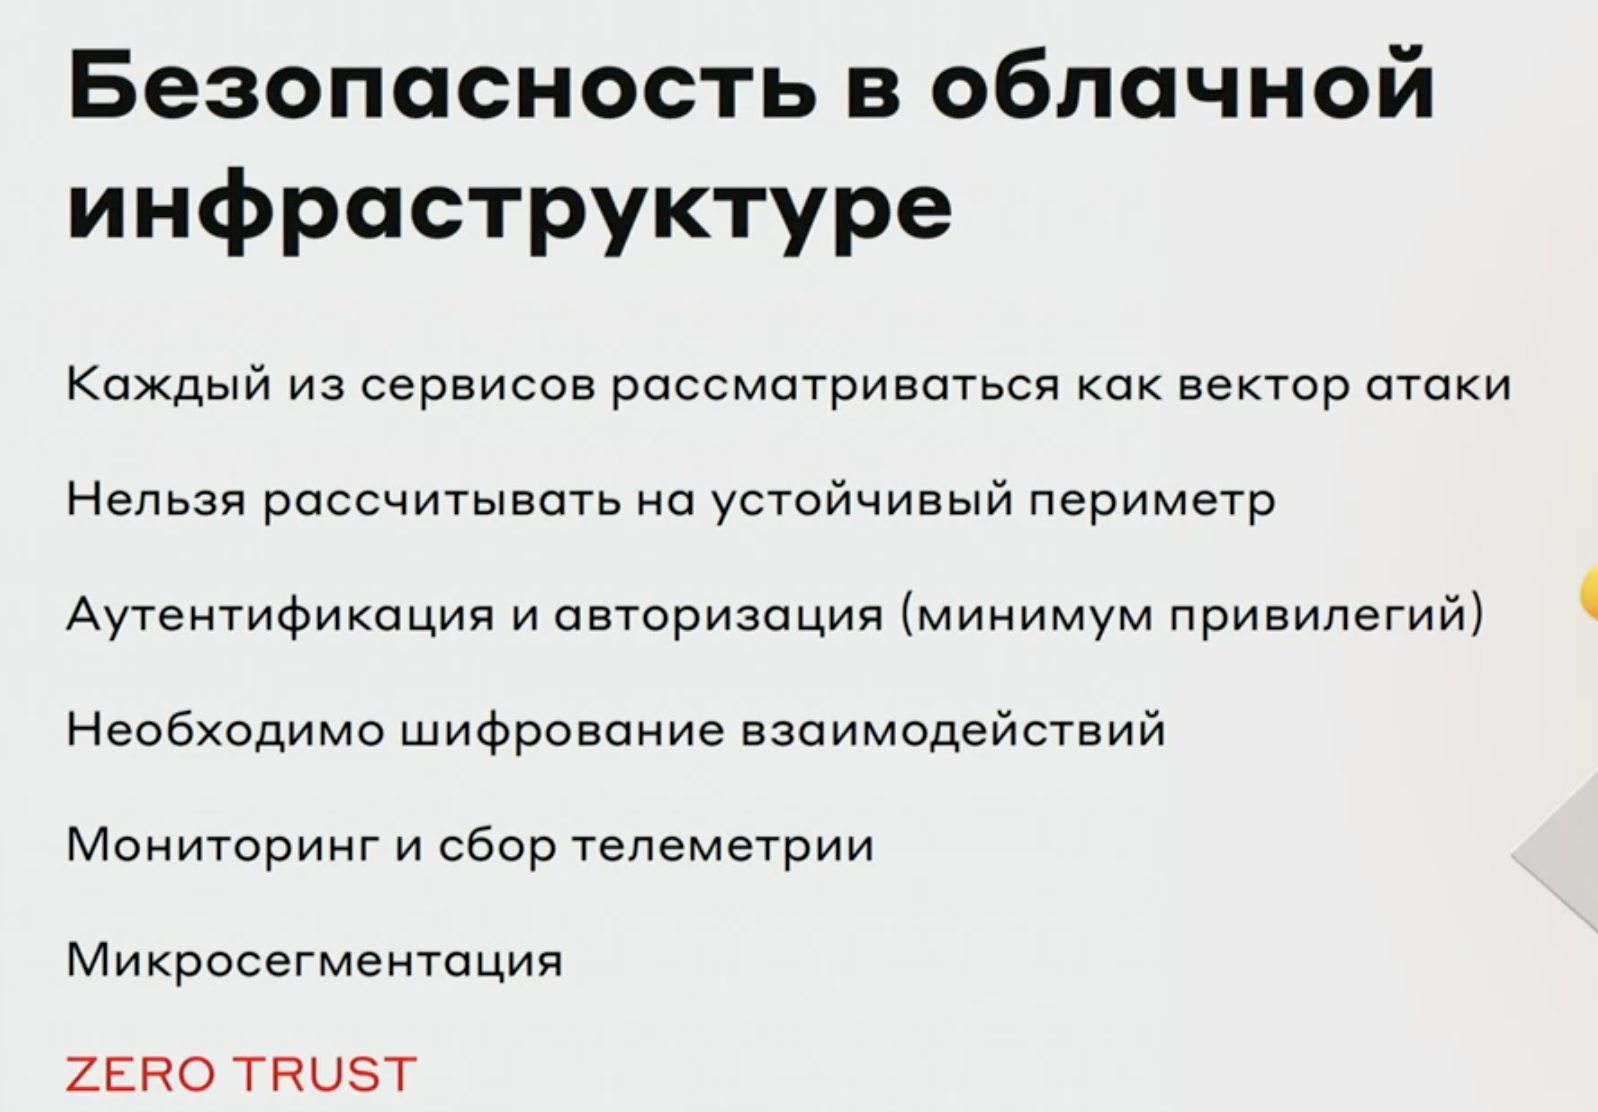 Безопасность в облачной
инфраструктуре
Каждый из сервисов рассматриваться как вектор атаки
Нельзя рассчитывать на устойчивый периметр
Аутентификация и авторизация (минимум привилегий)
Необходимо шифрование взаимодействий
Мониторинг и сбор телеметрии
Микросегментация
ZERO TRUST